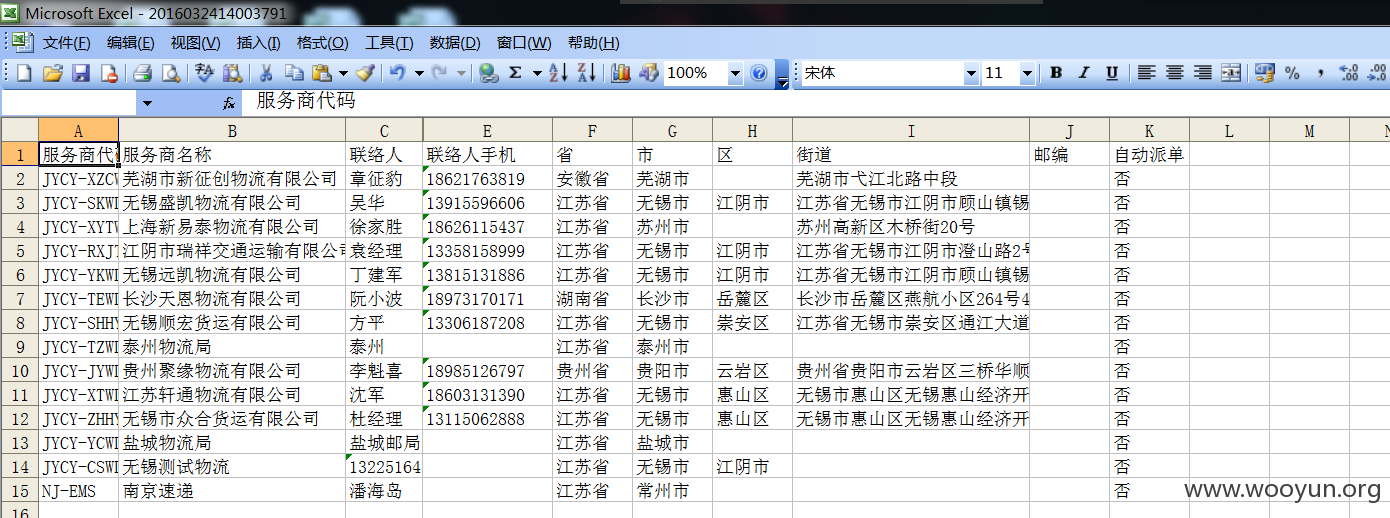 Microsoft Excel - 2016032414003791
文件(F) 编辑(E) 视图(V) 插入(I) 格式(O) 工具(T) 数据(D) 窗口(W) 帮助(H)
100% 宋体 11 B I U
fx 服务商代码
A B C E F G H I J K L M N
1 服务商代码 服务商名称 联络人 联络人手机 省 市 区 街道 邮编 自动派单
2 JYCY-XZCW 芜湖市新征创物流有限公司 章征豹 18621763819 安徽省 芜湖市 芜湖市弋江北路中段 否
3 JYCY-SKWL 无锡盛凯物流有限公司 吴华 13915596606 江苏省 无锡市 江阴市 江苏省无锡市江阴市顾山镇锡 否
4 JYCY-XYTW 上海新易泰物流有限公司 徐家胜 18626115437 江苏省 苏州市 苏州高新区木桥街20号 否
5 JYCY-RXJT 江阴市瑞祥交通运输有限公司 袁经理 13358158999 江苏省 无锡市 江阴市 江苏省无锡市江阴市澄山路2号 否
6 JYCY-YKWL 无锡远凯物流有限公司 丁建军 13815131886 江苏省 无锡市 江阴市 江苏省无锡市江阴市顾山镇锡 否
7 JYCY-TEWL 长沙天恩物流有限公司 阮小波 18973170171 湖南省 长沙市 岳麓区 长沙市岳麓区燕航小区264号4 否
8 JYCY-SHHY 无锡顺宏货运有限公司 方平 13306187208 江苏省 无锡市 崇安区 江苏省无锡市崇安区通江大道 否
9 JYCY-TZWL 泰州物流局 泰州 江苏省 泰州市 否
10 JYCY-JYWL 贵州聚缘物流有限公司 李魁喜 18985126797 贵州省 贵阳市 云岩区 贵州省贵阳市云岩区三桥华顺 否
11 JYCY-XTWL 江苏轩通物流有限公司 沈军 18603131390 江苏省 无锡市 惠山区 无锡市惠山区无锡惠山经济开 否
12 JYCY-ZHHY 无锡市众合货运有限公司 杜经理 13115062888 江苏省 无锡市 惠山区 无锡市惠山区无锡惠山经济开 否
13 JYCY-YCWL 盐城物流局 盐城邮局 江苏省 盐城市 否
14 JYCY-CSWL 无锡测试物流 13225164 江苏省 无锡市 江阴市 否
15 NJ-EMS 南京速递 潘海岛 江苏省 常州市 否
16
www.wooyun.org